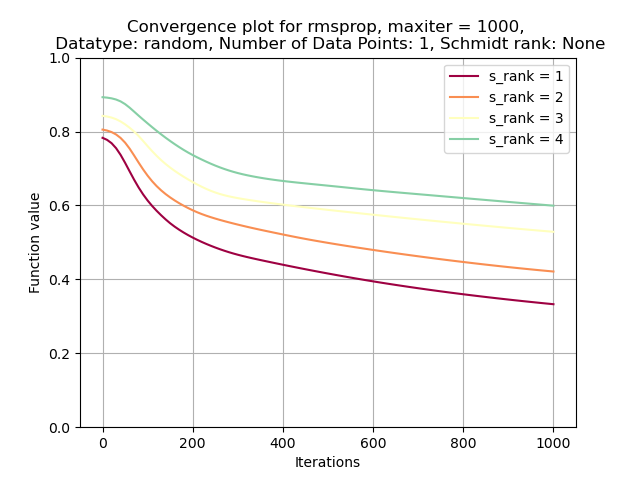 Convergence plot for rmsprop, maxiter = 1000,
Datatype: random, Number of Data Points: 1, Schmidt rank: None
s_rank = 1
s_rank = 2
s_rank = 3
s_rank = 4
Function value
1.0
0.8
0.6
0.4
0.2
0.0
0 200 400 600 800 1000
Iterations